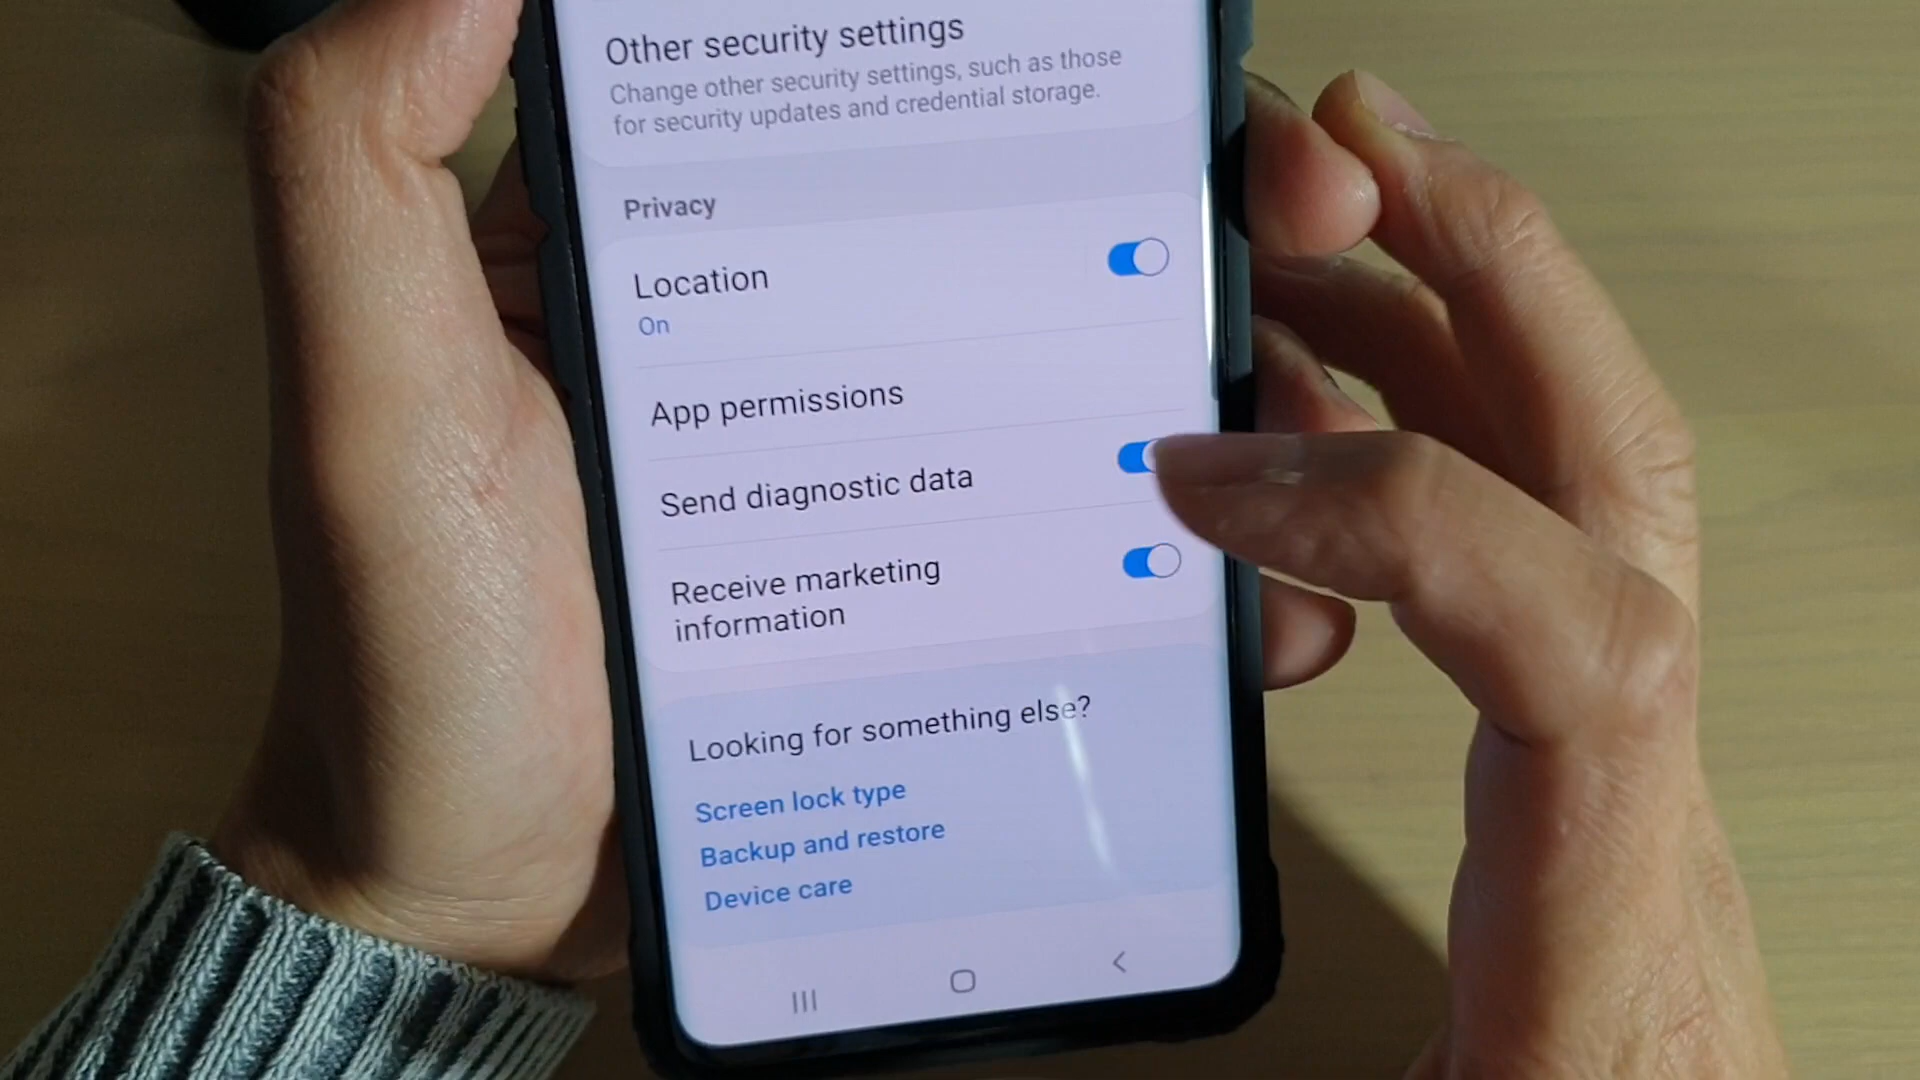 Other security settings
Change other security settings, such as those
for security updates and credential storage.
Privacy
Location
On
App permissions
Send diagnostic data
Receive marketing
information
Looking for something else?
Screen lock type
Backup and restore
Device care